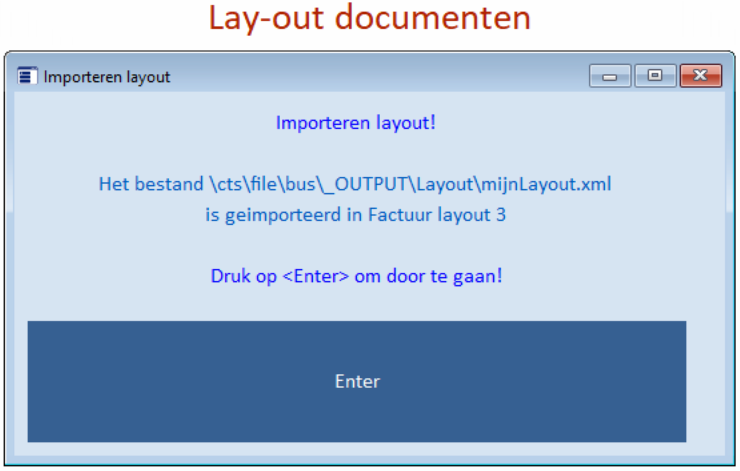 Lay-out documenten
Importeren layout
Importeren layout!
Het bestand \cts\file\bus\_OUTPUT\Layout\mijnLayout.xml
is geimporteerd in Factuur layout 3
Druk op <Enter> om door te gaan!
Enter